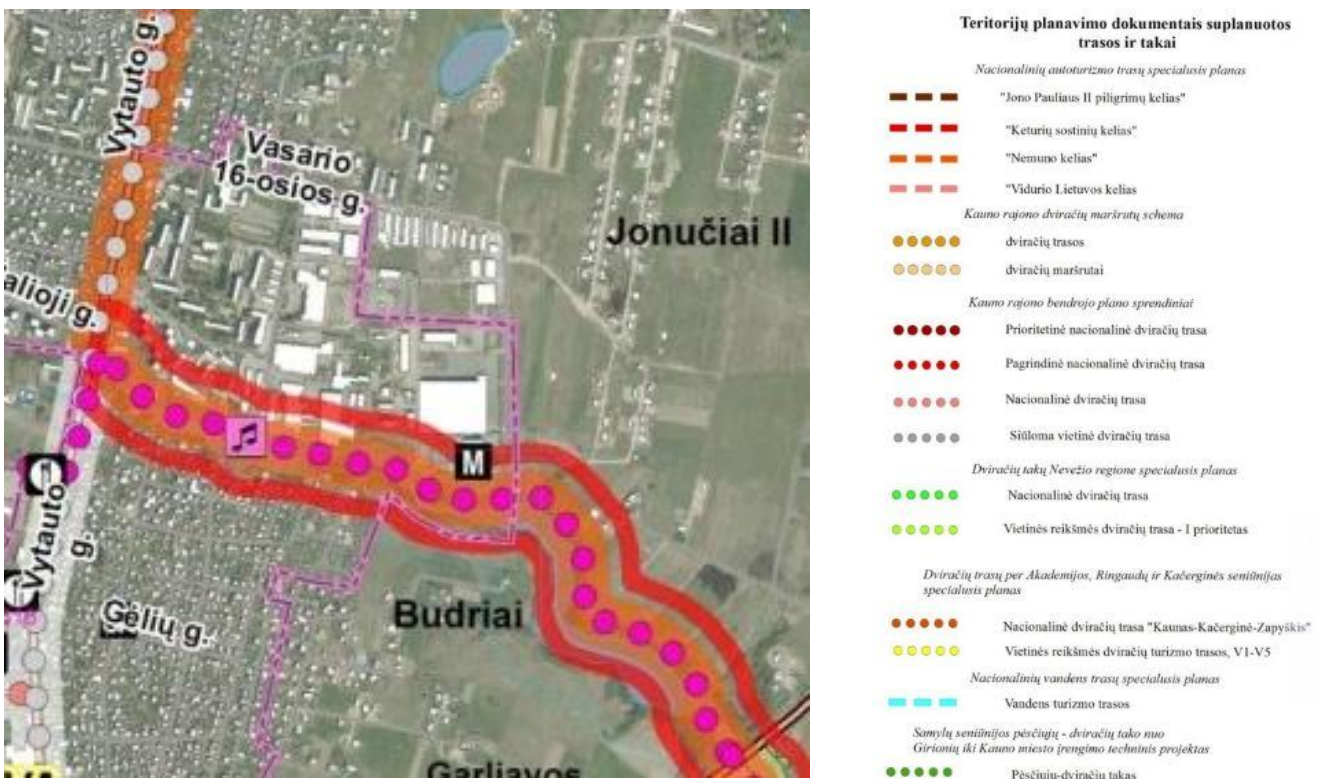 Vytauto g.
Vasario
16-osios g.
Jonučiai II
alioji g.
M
Vytauto
g.
Gėlių g.
Budriai
Garliavos
Teritorijų planavimo dokumentais suplanuotos
trasos ir takai
Nacionalinių autoturizmo trasų specialusis planas
"Jono Pauliaus II piligrimų kelias"
"Keturių sostinių kelias"
"Nemuno kelias"
"Vidurio Lietuvos kelias
Kauno rajono dviračių maršrutų schema
dviračių trasos
dviračių maršrutai
Kauno rajono bendrojo plano sprendiniai
Prioritetinė nacionalinė dviračių trasa
Pagrindinė nacionalinė dviračių trasa
Nacionalinė dviračių trasa
Siūloma vietinė dviračių trasa
Dviračių takų Nevėžio regione specialusis planas
Nacionalinė dviračių trasa
Vietinės reikšmės dviračių trasa - I prioritetas
Dviračių trasų per Akademijos, Ringaudų ir Kačerginės seniūnijas
specialusis planas
Nacionalinė dviračių trasa "Kaunas-Kačerginė-Zapyškis"
Vietinės reikšmės dviračių turizmo trasos, V1-V5
Nacionalinių vandens trasų specialusis planas
Vandens turizmo trasos
Samylų seniūnijos pėsčiųjų - dviračių tako nuo
Girionių iki Kauno miesto įrengimo techninis projektas
Pėsčiųjų-dviračių takas